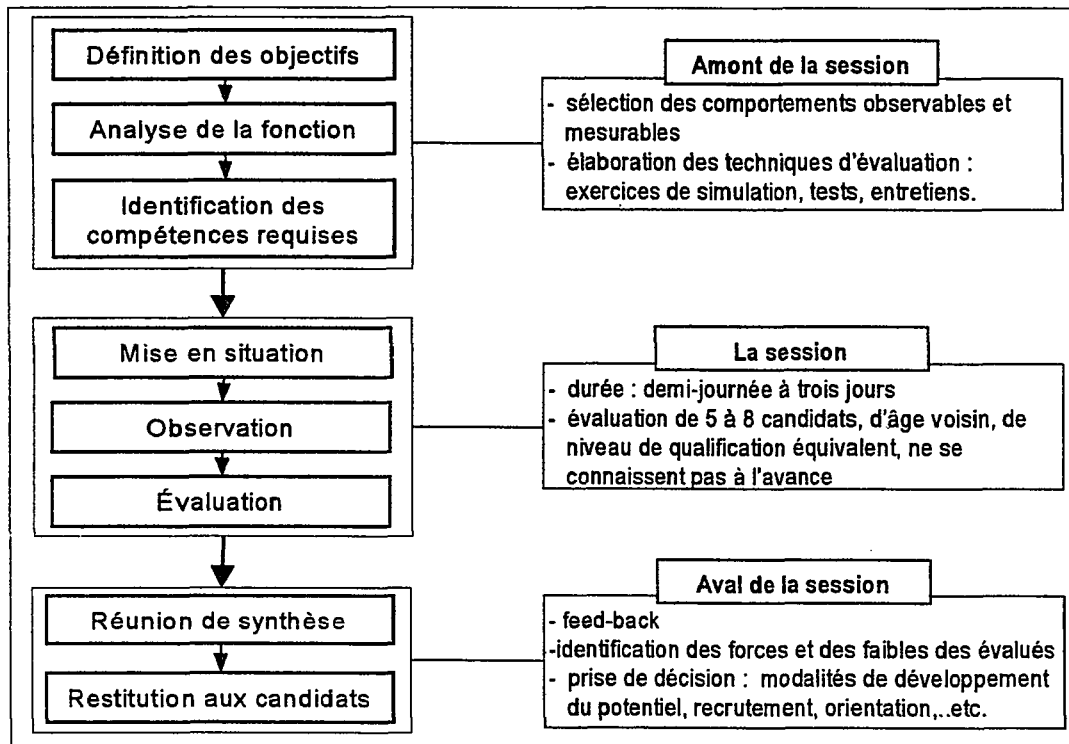 Définition des objectifs
Analyse de la fonction
Identification des
compétences requises
Amont de la session
- sélection des comportements observables et
mesurables
- élaboration des techniques d'évaluation :
exercices de simulation, tests, entretiens.
Mise en situation
Observation
Évaluation
La session
- durée : demi-journée à trois jours
- évaluation de 5 à 8 candidats, d'âge voisin, de
niveau de qualification équivalent, ne se
connaissent pas à l'avance
Réunion de synthèse
Restitution aux candidats
Aval de la session
- feed-back
-identification des forces et des faibles des évalués
- prise de décision : modalités de développement
du potentiel, recrutement, orientation,..etc.